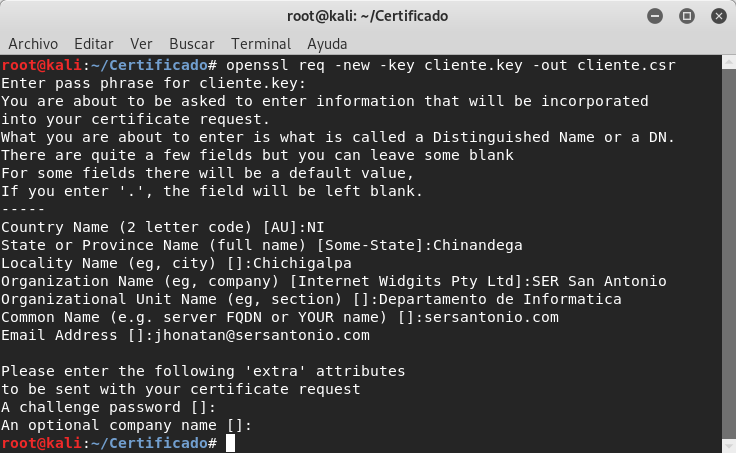 root@kali: ~/Certificado
Archivo Editar Ver Buscar Terminal Ayuda
root@kali:~/Certificado# openssl req -new -key cliente.key -out cliente.csr
Enter pass phrase for cliente.key:
You are about to be asked to enter information that will be incorporated
into your certificate request.
What you are about to enter is what is called a Distinguished Name or a DN.
There are quite a few fields but you can leave some blank
For some fields there will be a default value,
If you enter '.', the field will be left blank.
-----
Country Name (2 letter code) [AU]:NI
State or Province Name (full name) [Some-State]:Chinandega
Locality Name (eg, city) []:Chichigalpa
Organization Name (eg, company) [Internet Widgits Pty Ltd]:SER San Antonio
Organizational Unit Name (eg, section) []:Departamento de Informatica
Common Name (e.g. server FQDN or YOUR name) []:sersantonio.com
Email Address []:jhonatan@sersantonio.com

Please enter the following 'extra' attributes
to be sent with your certificate request
A challenge password []:
An optional company name []:
root@kali:~/Certificado#